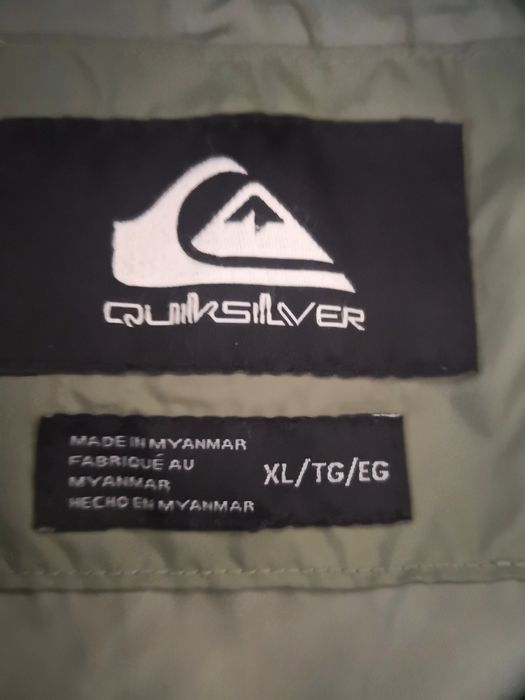 QUIKSILVER
MADE IN MYANMAR
FABRIQUÉ AU
MYANMAR
HECHO EN MYANMAR
XL/TG/EG